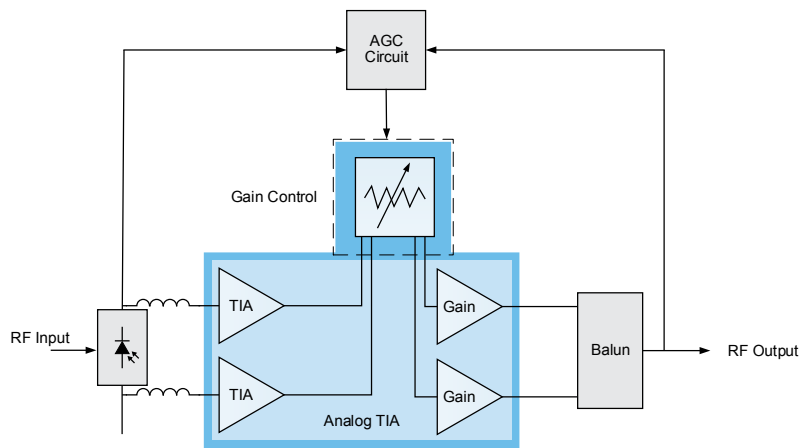 AGC
Circuit
Gain Control
TIA
Gain
RF Input
Balun
RF Output
TIA
Gain
Analog TIA